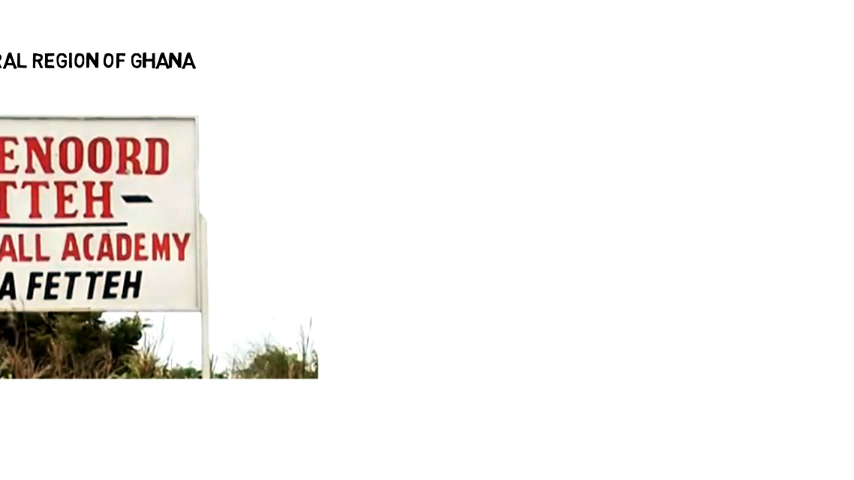 RAL REGION OF GHANA
ENOORD
TTEH-
ALL ACADEMY
A FETTEH